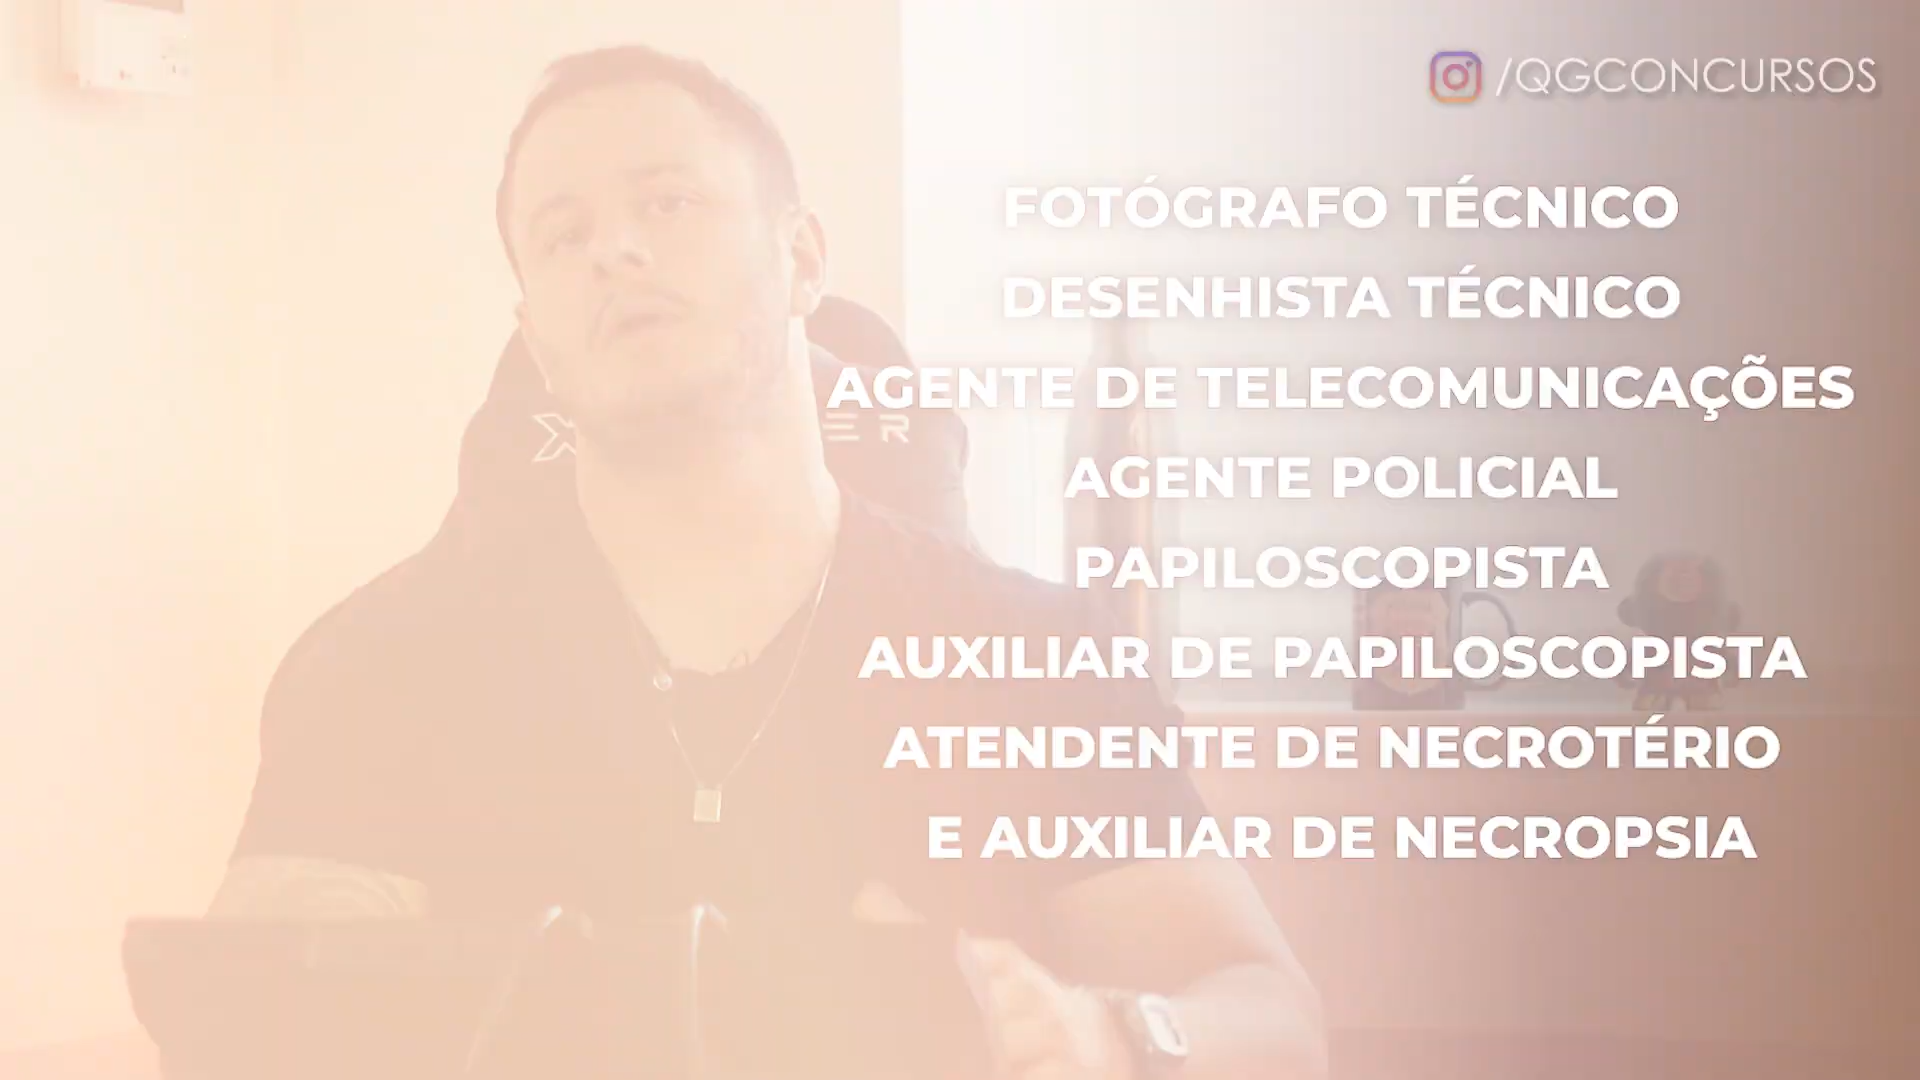 /QGCONCURSOS
FOTÓGRAFO TÉCNICO
DESENHISTA TÉCNICO
AGENTE DE TELECOMUNICAÇÕES
AGENTE POLICIAL
PAPILOSCOPISTA
AUXILIAR DE PAPILOSCOPISTA
ATENDENTE DE NECROTÉRIO
E AUXILIAR DE NECROPSIA